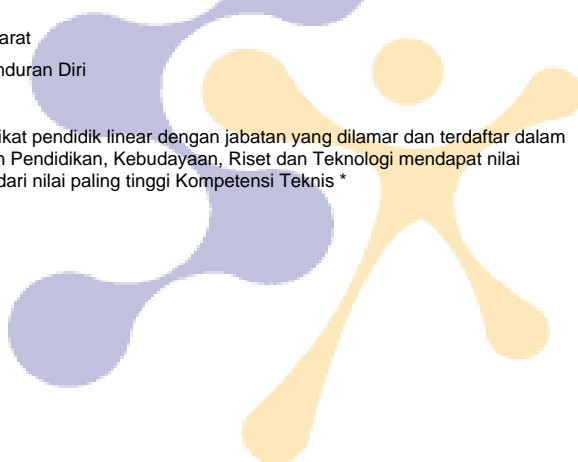 arat
nduran Diri
ikat pendidik linear dengan jabatan yang dilamar dan terdaftar dalam
n Pendidikan, Kebudayaan, Riset dan Teknologi mendapat nilai
dari nilai paling tinggi Kompetensi Teknis *